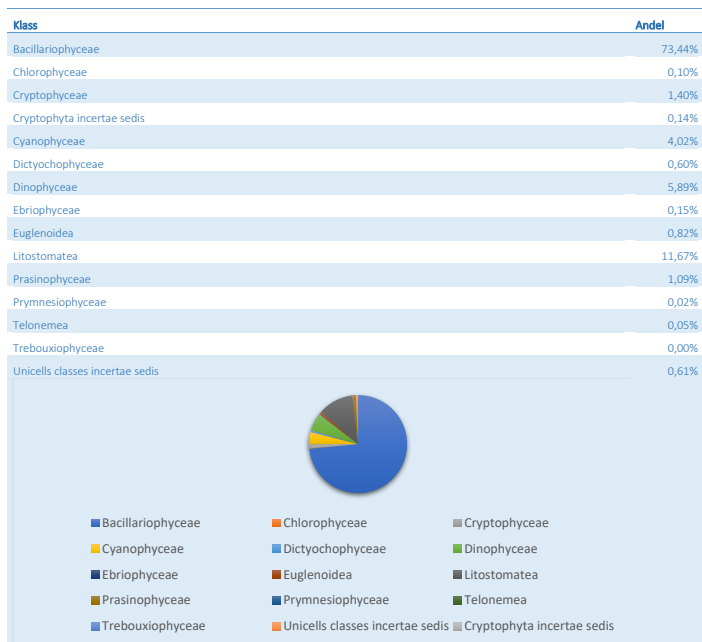 Klass Andel
Bacillariophyceae 73,44%
Chlorophyceae 0,10%
Cryptophyceae 1,40%
Cryptophyta incertae sedis 0,14%
Cyanophyceae 4,02%
Dictyochophyceae 0,60%
Dinophyceae 5,89%
Ebriophyceae 0,15%
Euglenoidea 0,82%
Litostomatea 11,67%
Prasinophyceae 1,09%
Prymnesiophyceae 0,02%
Telonemea 0,05%
Trebouxiophyceae 0,00%
Unicells classes incertae sedis 0,61%
Bacillariophyceae Chlorophyceae Cryptophyceae
Cyanophyceae Dictyochophyceae Dinophyceae
Ebriophyceae Euglenoidea Litostomatea
Prasinophyceae Prymnesiophyceae Telonemea
Trebouxiophyceae Unicells classes incertae sedis Cryptophyta incertae sedis